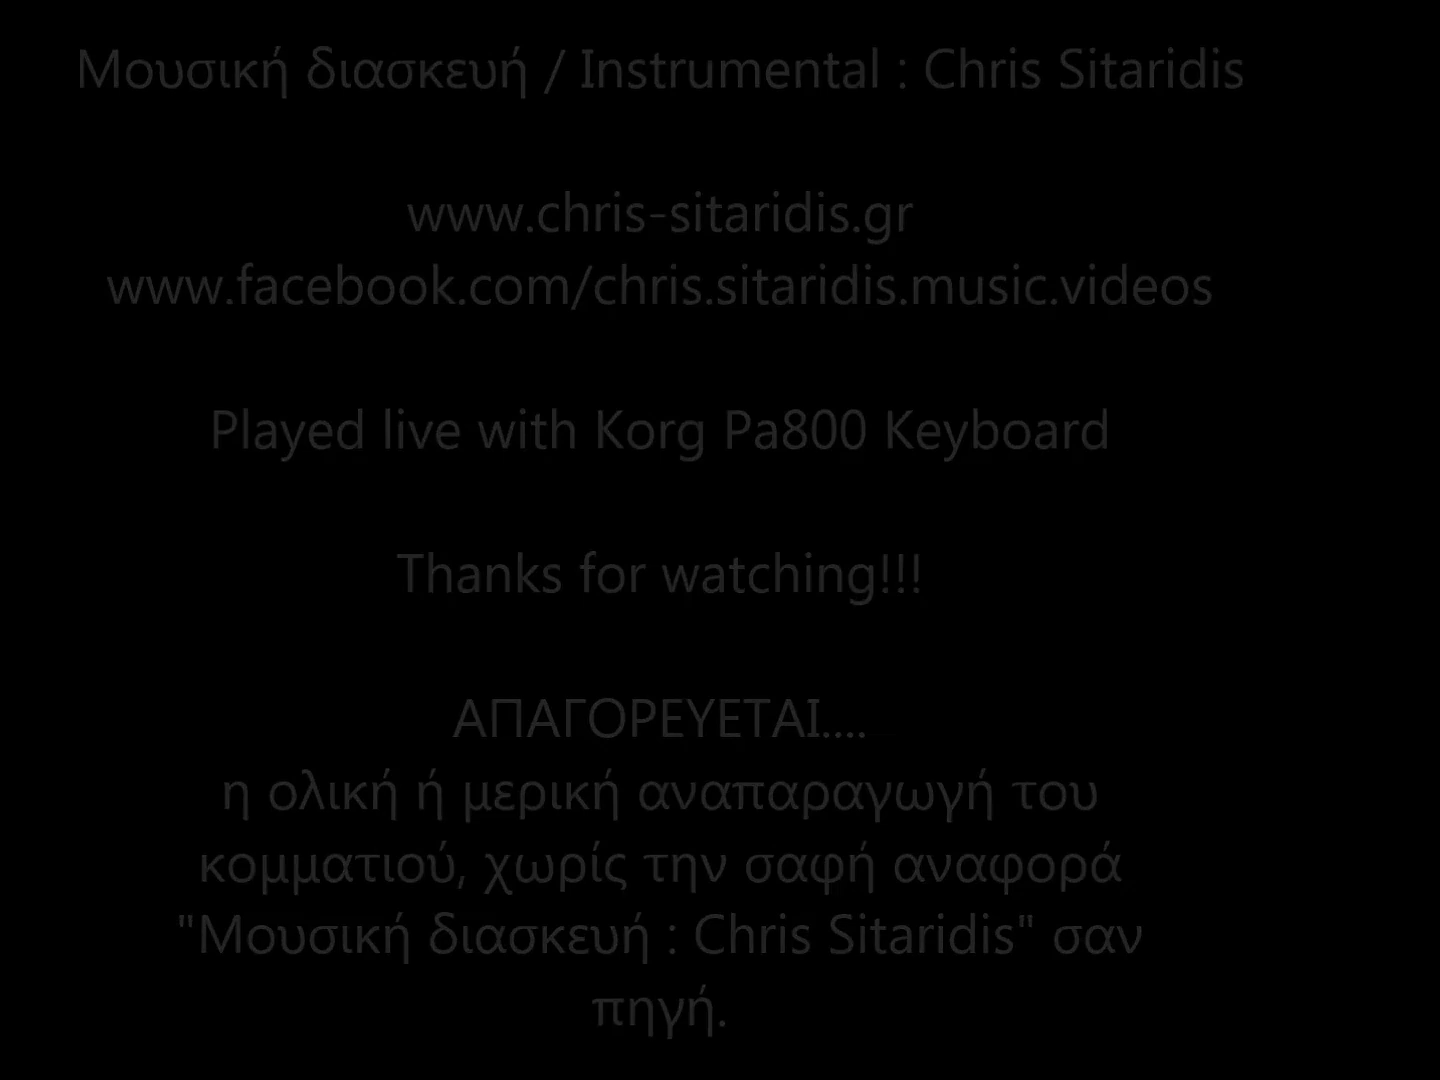 Μουσική διασκευή / Instrumental : Chris Sitaridis
www.chris-sitaridis.gr
www.facebook.com/chris.sitaridis.music.videos
Played live with Korg Pa800 Keyboard
Thanks for watching!!!
ΑΠΑΓΟΡΕΥΕΤΑΙ....
η ολική ή μερική αναπαραγωγή του
κομματιού, χωρίς την σαφή αναφορά
"Μουσική διασκευή : Chris Sitaridis" σαν
πηγή.